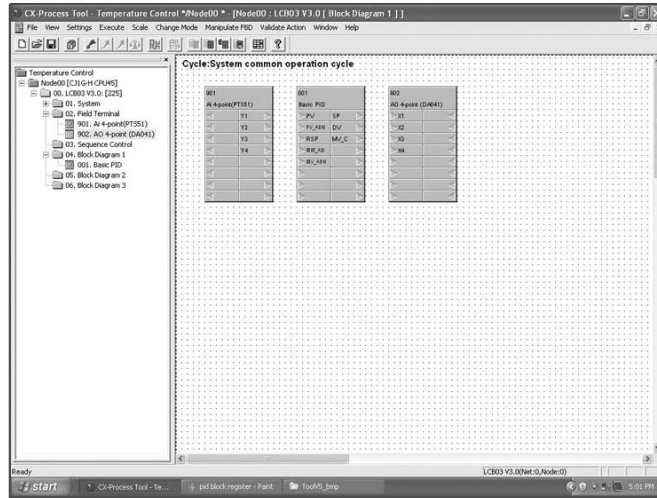 CX-Process Tool - Temperature Control */Node00 * - [Node00 : LCB03 V3.0 [ Block Diagram 1 ] ]
File View Settings Execute Scale Change Mode Manipulate FBD Validate Action Window Help
Temperature Control
Node00 [CJ1G-H CPU45]
00. LCB03 V3.0: [225]
01. System
02. Field Terminal
901. Ai 4-point(PTS51)
902. AO 4-point (DA041)
03. Sequence Control
04. Block Diagram 1
001. Basic PID
05. Block Diagram 2
06. Block Diagram 3
Cycle:System common operation cycle
901
Ai 4-point(PTS51)
Y1
Y2
Y3
Y4
001
Basic PID
PV SP
DV
RSP MV_C
902
AO 4-point (DA041)
X1
X2
X3
X4
Ready
LCB03 V3.0(Net:0,Node:0)
start
CX-Process Tool - Te...
pid block register - Paint
ToolV5_bmp
5:01 PM